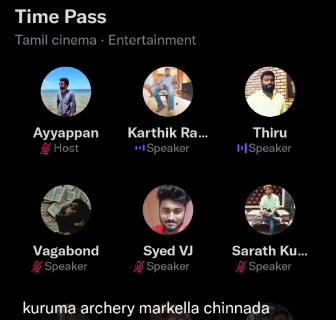 Time Pass
Tamil cinema · Entertainment
Ayyappan Karthik Ra... Thiru
Host Speaker Speaker
Vagabond Syed VJ Sarath Ku...
Speaker Speaker Speaker
kuruma archery markella chinnada